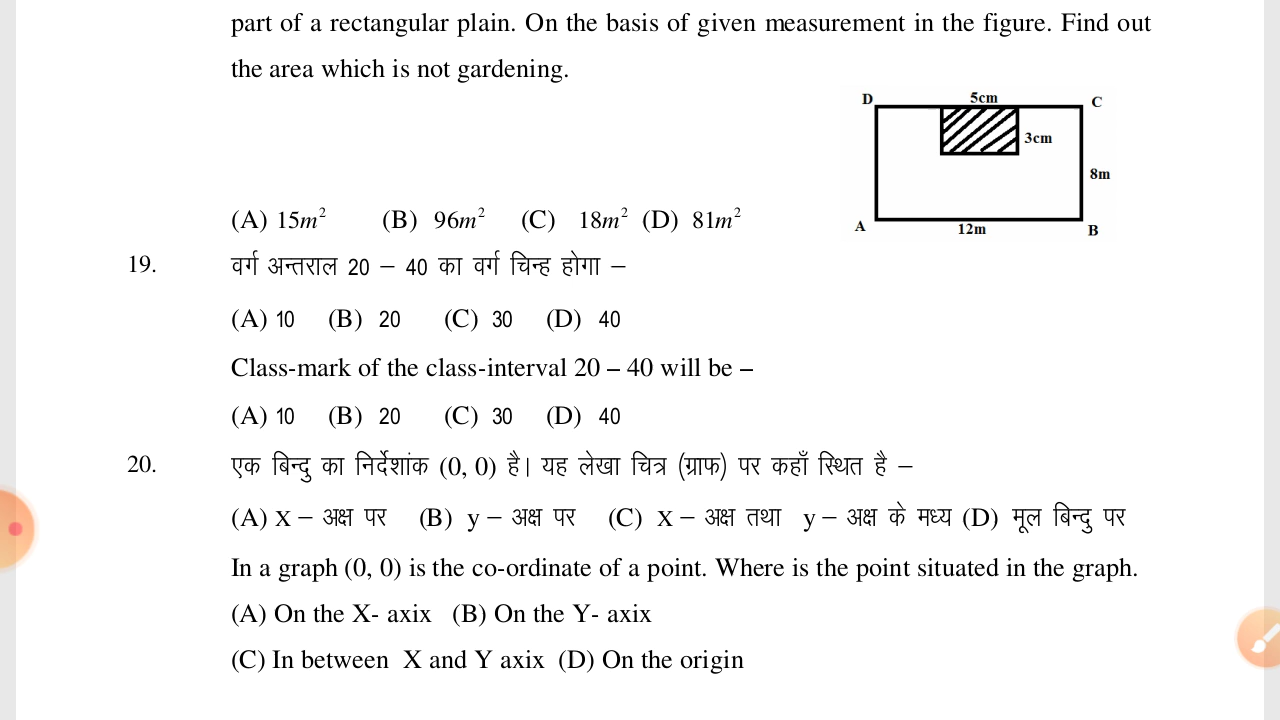 part of a rectangular plain. On the basis of given measurement in the figure. Find out
the area which is not gardening.
D 5cm C
3cm
8m
A 12m B
(A) 15m² (B) 96m² (C) 18m² (D) 81m²
19. वर्ग अन्तराल 20 – 40 का वर्ग चिन्ह होगा –
(A) 10 (B) 20 (C) 30 (D) 40
Class-mark of the class-interval 20 – 40 will be –
(A) 10 (B) 20 (C) 30 (D) 40
20. एक बिन्दु का निर्देशांक (0, 0) है। यह लेखा चित्र (ग्राफ) पर कहाँ स्थित है –
(A) X – अक्ष पर (B) y – अक्ष पर (C) X – अक्ष तथा y – अक्ष के मध्य (D) मूल बिन्दु पर
In a graph (0, 0) is the co-ordinate of a point. Where is the point situated in the graph.
(A) On the X- axix (B) On the Y- axix
(C) In between X and Y axix (D) On the origin